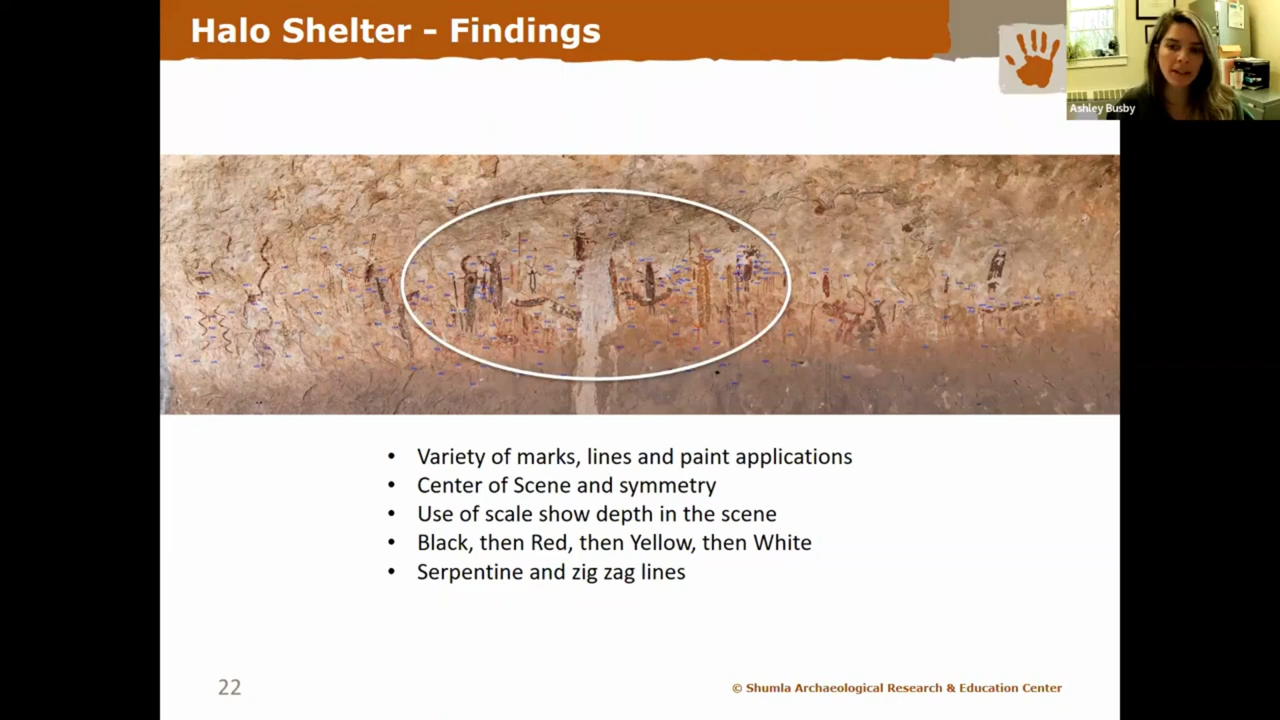 Halo Shelter - Findings
Ashley Busby
• Variety of marks, lines and paint applications
• Center of Scene and symmetry
• Use of scale show depth in the scene
• Black, then Red, then Yellow, then White
• Serpentine and zig zag lines
22
© Shumla Archaeological Research & Education Center